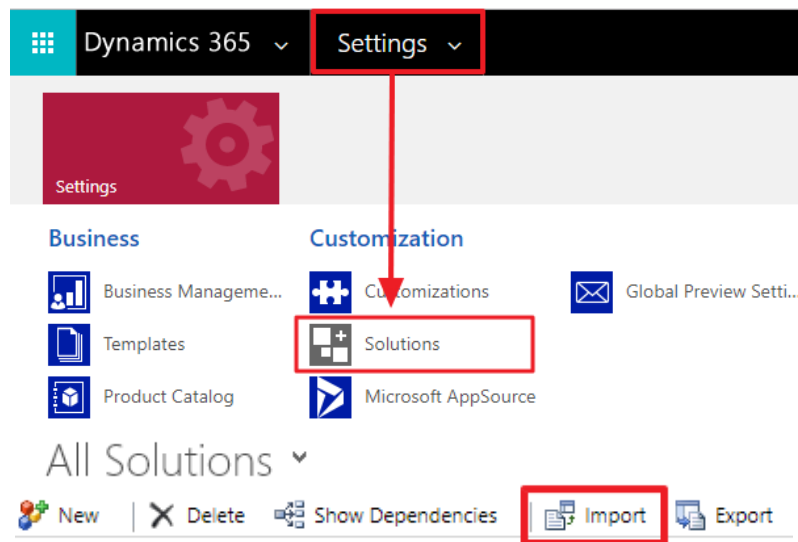 Dynamics 365 Settings
Settings
Business Customization
Business Manageme... Customizations Global Preview Setti...
Templates Solutions
Product Catalog Microsoft AppSource
All Solutions
New Delete Show Dependencies Import Export